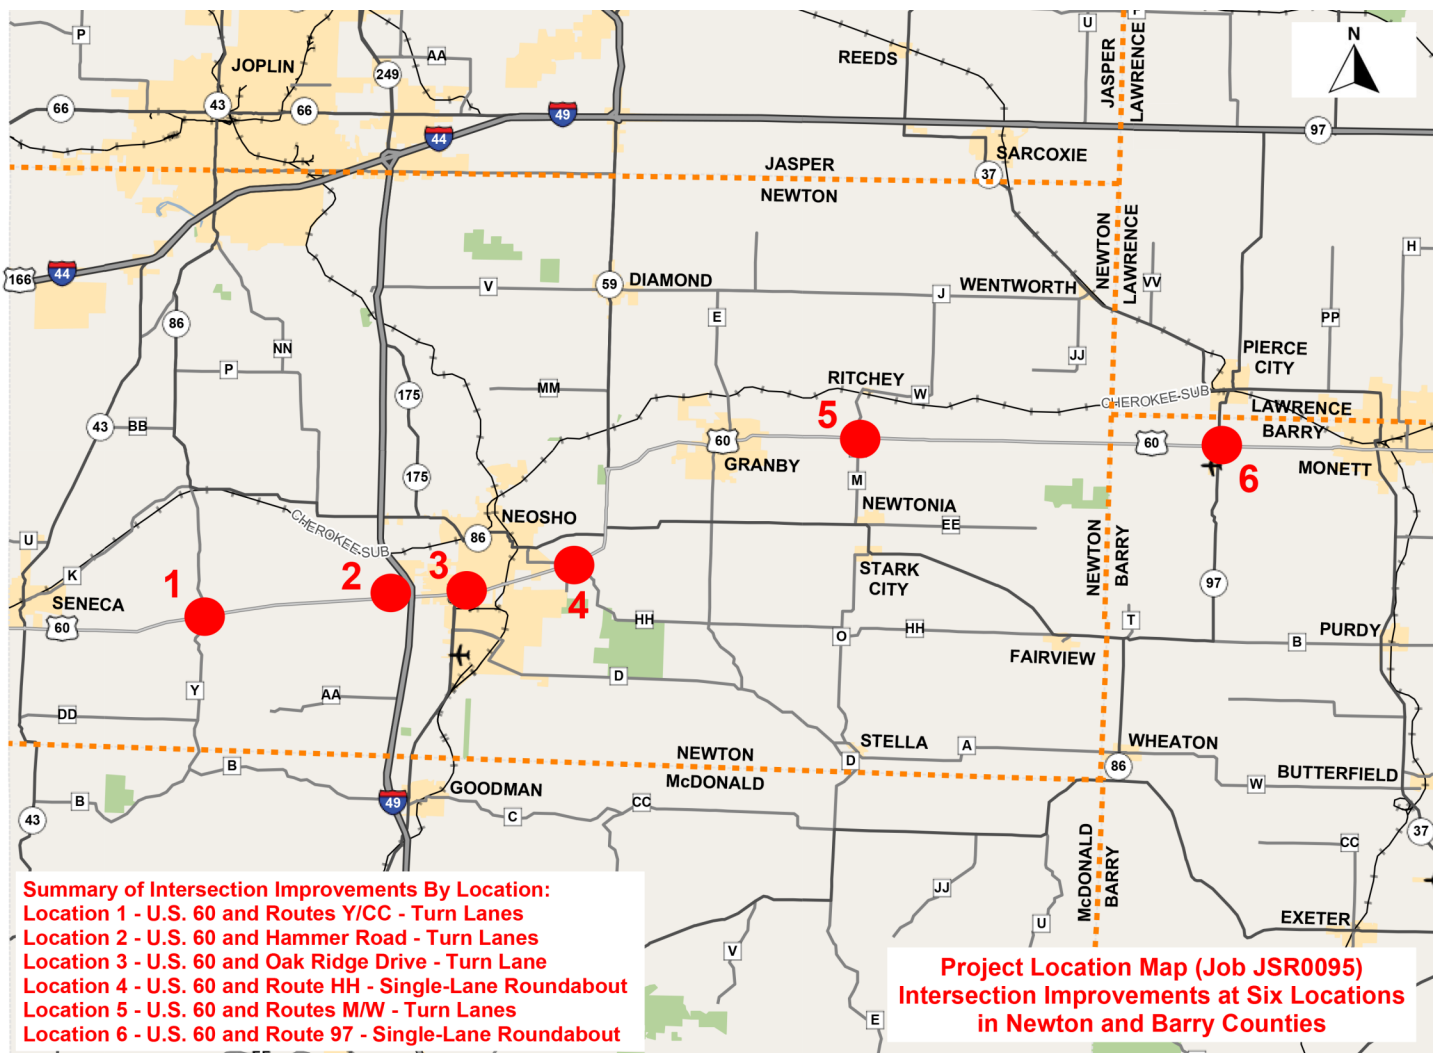 P
U
P
N
REEDS
JASPER
LAWRENCE
AA
JOPLIN
249
66
43
66
49
44
97
SARCOXIE
JASPER
37
NEWTON
NEWTON
LAWRENCE
H
166
44
59
DIAMOND
V
J
WENTWORTH
VV
E
PP
86
NN
P
JJ
PIERCE
CITY
RITCHEY
W
MM
175
CHEROKEE SUB
LAWRENCE
43
BB
5
60
GRANBY
60
BARRY
MONETT
6
175
M
NEWTONIA
EE
NEOSHO
CHEROKEE SUB
86
U
K
NEWTON
BARRY
STARK
CITY
97
1
2
3
4
SENECA
60
HH
O
HH
T
B
PURDY
FAIRVIEW
D
Y
AA
DD
NEWTON
McDONALD
STELLA
A
D
WHEATON
86
W
BUTTERFIELD
B
B
49
GOODMAN
C
CC
43
37
McDONALD
BARRY
CC
JJ
U
EXETER
V
E
Summary of Intersection Improvements By Location:
Location 1 - U.S. 60 and Routes Y/CC - Turn Lanes
Location 2 - U.S. 60 and Hammer Road - Turn Lanes
Location 3 - U.S. 60 and Oak Ridge Drive - Turn Lane
Location 4 - U.S. 60 and Route HH - Single-Lane Roundabout
Location 5 - U.S. 60 and Routes M/W - Turn Lanes
Location 6 - U.S. 60 and Route 97 - Single-Lane Roundabout
Project Location Map (Job JSR0095)
Intersection Improvements at Six Locations
in Newton and Barry Counties